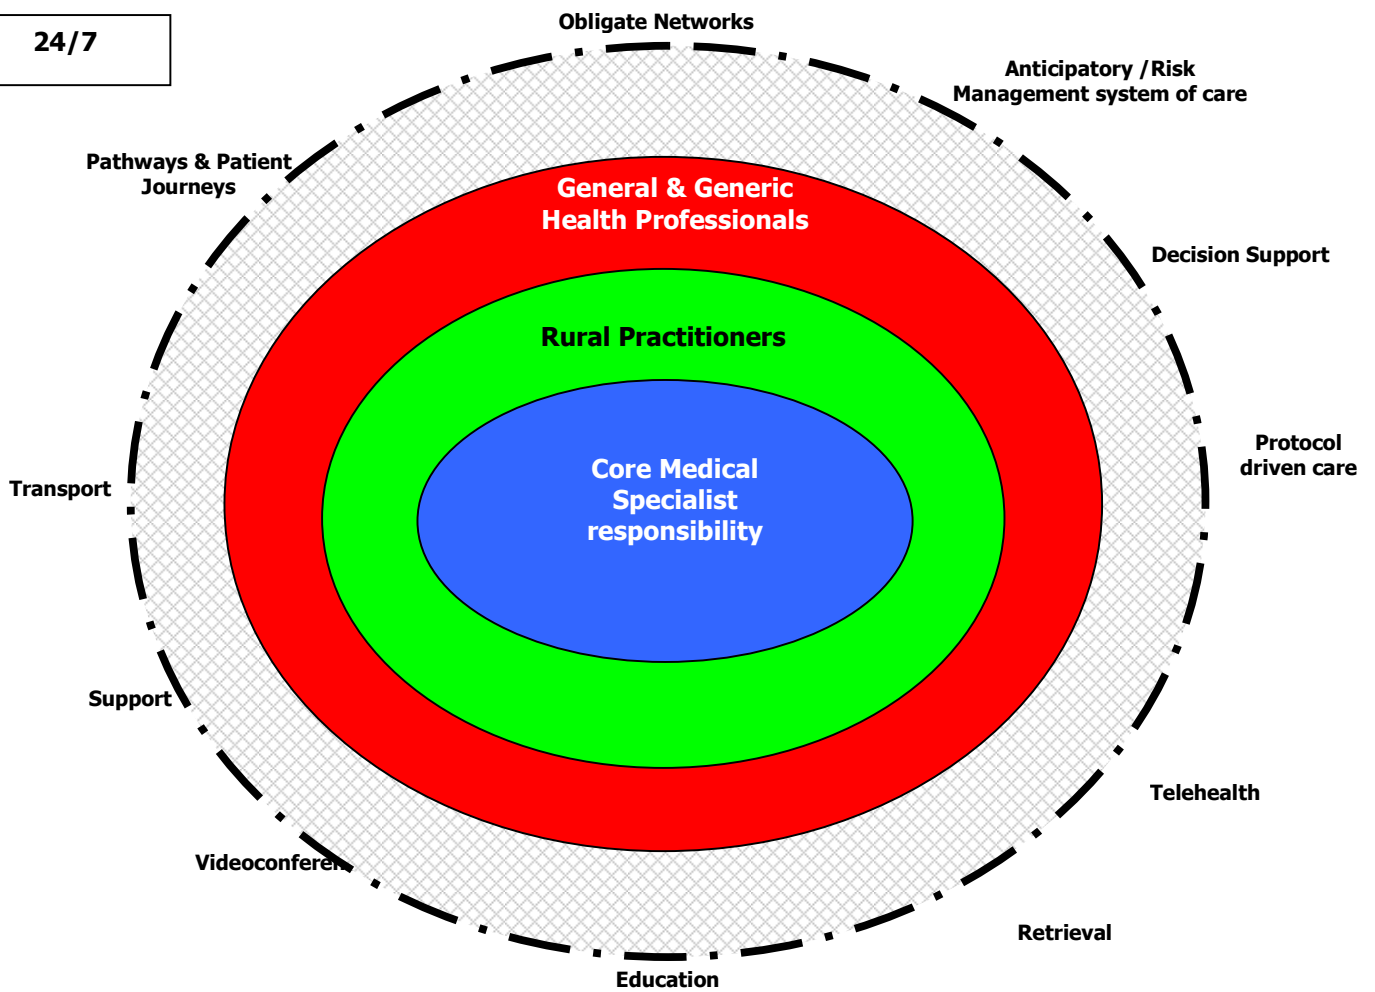 24/7
Obligate Networks
Anticipatory /Risk
Management system of care
Pathways & Patient
Journeys
General & Generic
Health Professionals
Decision Support
Rural Practitioners
Protocol
driven care
Core Medical
Specialist
responsibility
Transport
Support
Telehealth
Videoconferen
Retrieval
Education